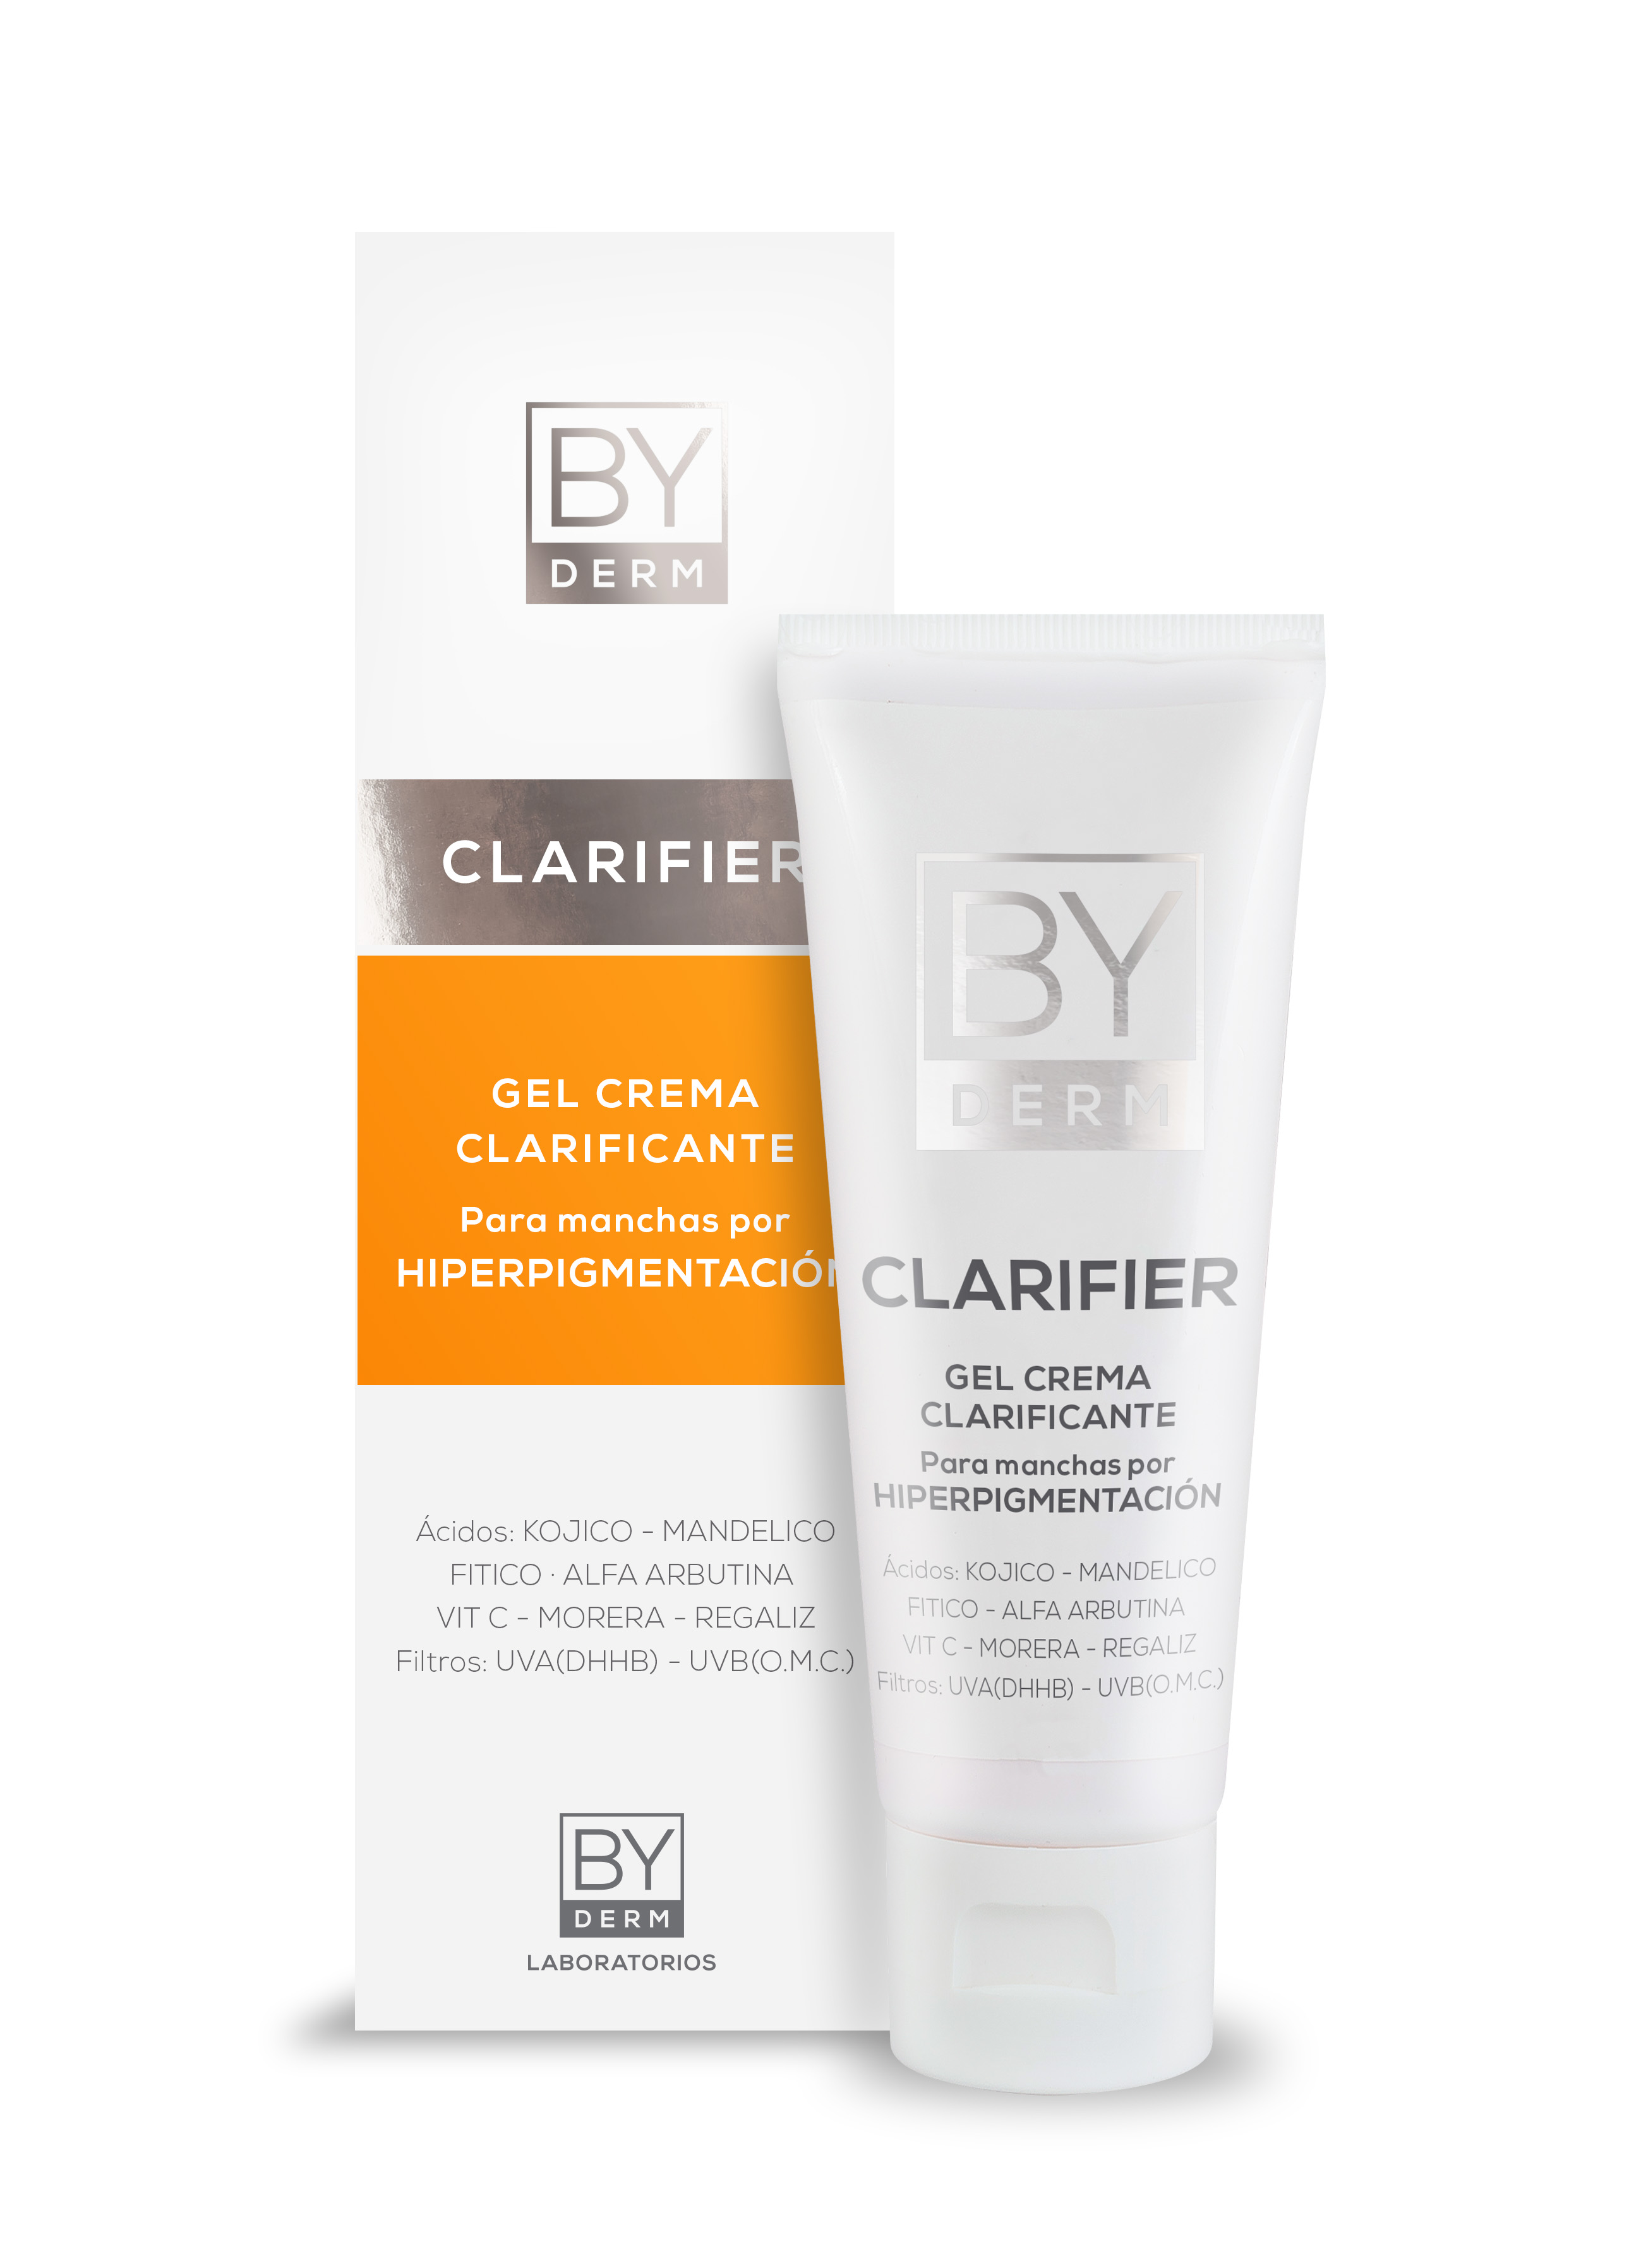 BY
DERM
CLARIFIER
GEL CREMA
CLARIFICANTE
Para manchas por
HIPERPIGMENTACIÓN
Ácidos: KOJICO - MANDELICO
FITICO · ALFA ARBUTINA
VIT C - MORERA - REGALIZ
Filtros: UVA(DHHB) - UVB(O.M.C.)
BY
DERM
LABORATORIOS
BY
DERM
CLARIFIER
GEL CREMA
CLARIFICANTE
Para manchas por
HIPERPIGMENTACIÓN
Ácidos: KOJICO - MANDELICO
FITICO - ALFA ARBUTINA
VIT C - MORERA - REGALIZ
Filtros: UVA(DHHB) - UVB(O.M.C.)